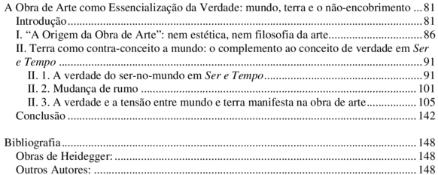 A Obra de Arte como Essencialização da Verdade: mundo, terra e o não-encobrimento ...81
Introdução...81
I. “A Origem da Obra de Arte”: nem estética, nem filosofia da arte...86
II. Terra como contra-conceito a mundo: o complemento ao conceito de verdade em Ser
e Tempo ...91
II. 1. A verdade do ser-no-mundo em Ser e Tempo...91
II. 2. Mudança de rumo ...101
II. 3. A verdade e a tensão entre mundo e terra manifesta na obra de arte...105
Conclusão ...142
Bibliografia...148
Obras de Heidegger: ...148
Outros Autores: ...148